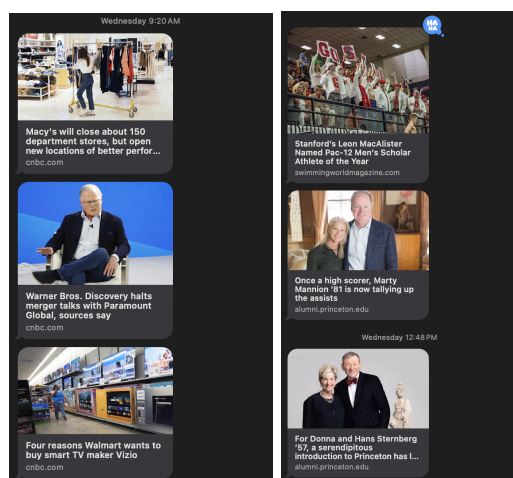 Wednesday 9:20 AM
Macy's will close about 150
department stores, but open
new locations of better perfor...
cnbc.com
Warner Bros. Discovery halts
merger talks with Paramount
Global, sources say
cnbc.com
Four reasons Walmart wants to
buy smart TV maker Vizio
cnbc.com
HA
HA
GO S
Stanford's Leon MacAlister
Named Pac-12 Men's Scholar
Athlete of the Year
swimmingworldmagazine.com
Once a high scorer, Marty
Mannion '81 is now tallying up
the assists
alumni.princeton.edu
Wednesday 12:48 PM
For Donna and Hans Sternberg
'57, a serendipitous
introduction to Princeton has l...
alumni.princeton.edu